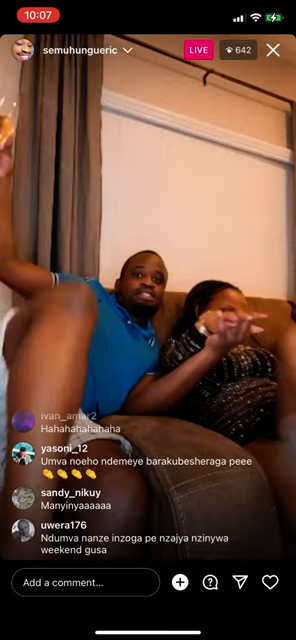 10:07
semuhungueric
LIVE
642
ivan_amar2
Hahahahahahaha
yasoni_12
Umva noeho ndemeye barakubesheraga peee
👏👏👏👏
sandy_nikuy
Manyinyaaaaaa
uwera176
Ndumva nanze inzoga pe nzajya nzinywa
weekend gusa
Add a comment...